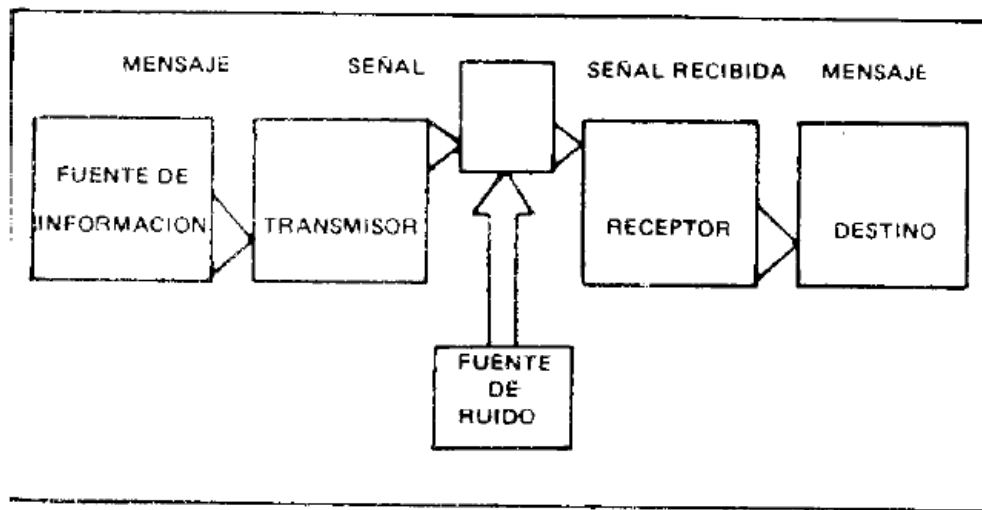 MENSAJE
SEÑAL
SEÑAL RECIBIDA
MENSAJE
FUENTE DE
INFORMACION
TRANSMISOR
RECEPTOR
DESTINO
FUENTE
DE
RUIDO